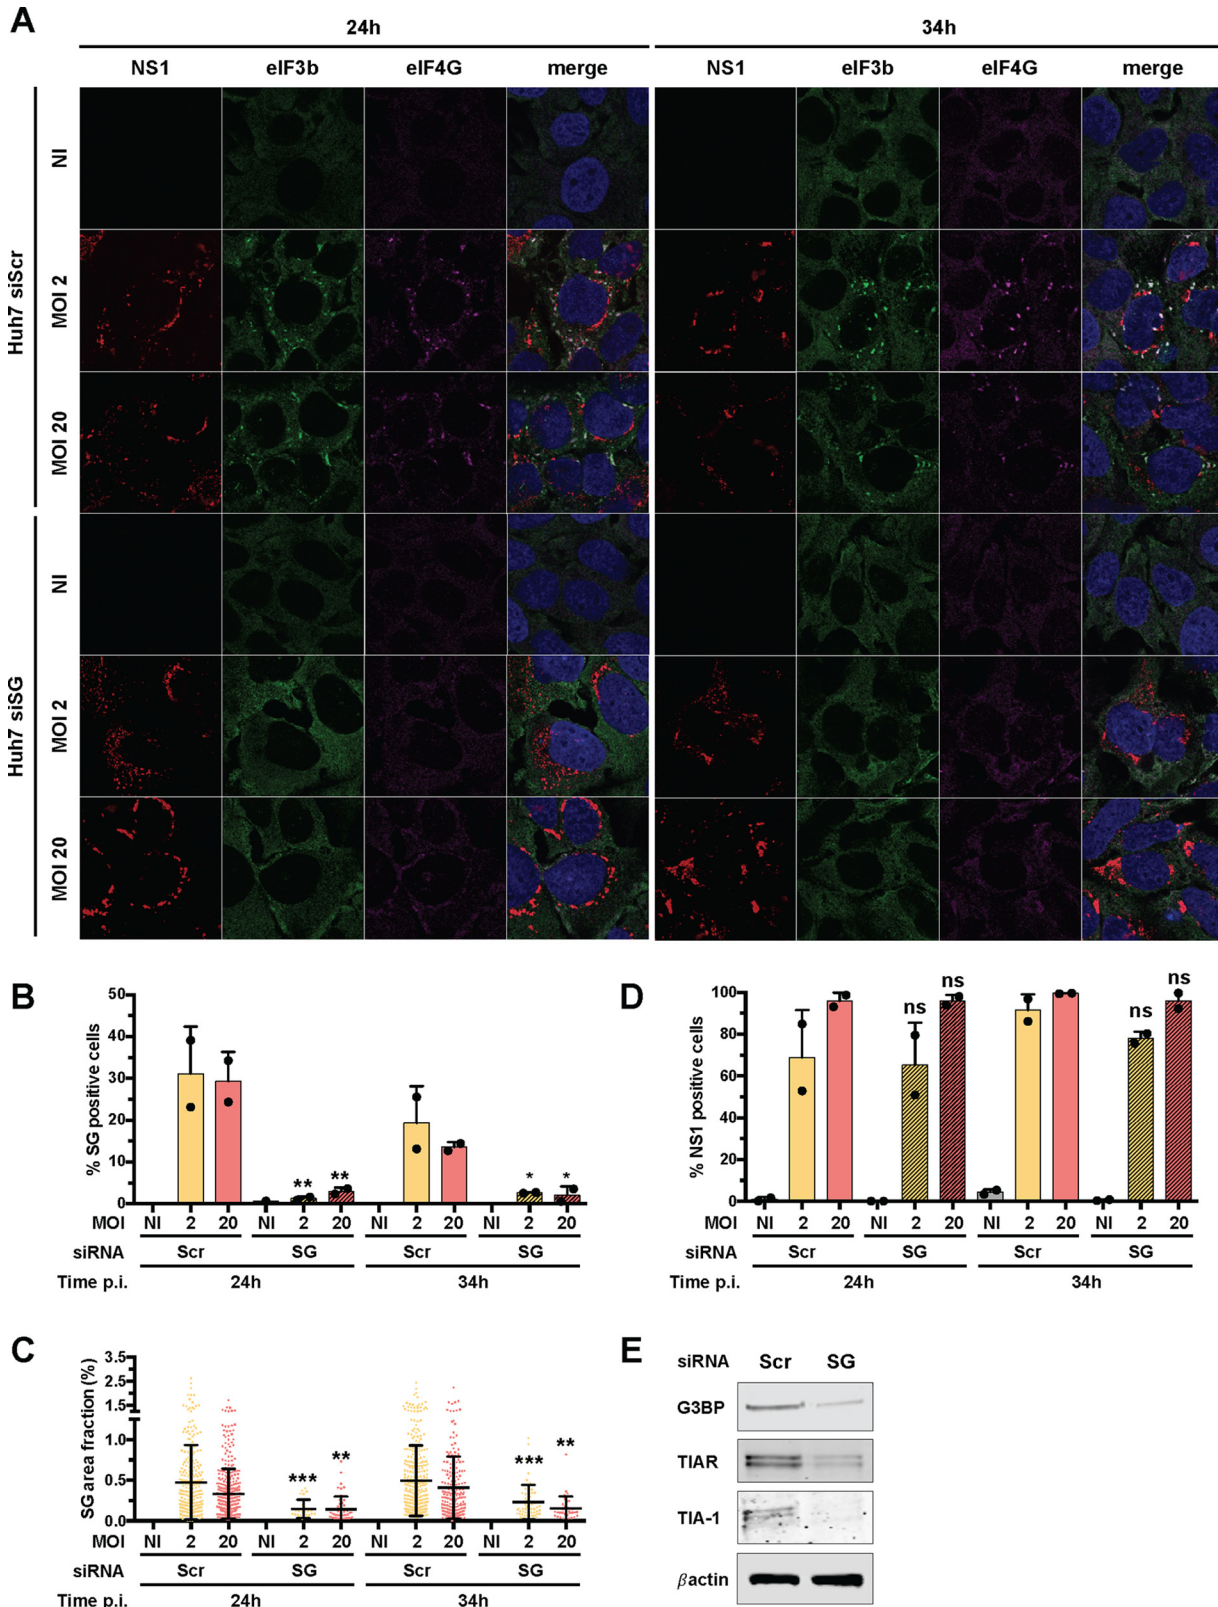 A
24h
34h
NS1 eIF3b eIF4G merge NS1 eIF3b eIF4G merge
Huh7 siScr
NI
MOI 2
MOI 20
Huh7 siSG
NI
MOI 2
MOI 20
B
% SG positive cells
50
40
30
20
10
0
** ** * *
MOI NI 2 20 NI 2 20 NI 2 20 NI 2 20
siRNA Scr SG Scr SG
Time p.i. 24h 34h
D
% NS1 positive cells
100
80
60
40
20
0
ns ns ns ns
MOI NI 2 20 NI 2 20 NI 2 20 NI 2 20
siRNA Scr SG Scr SG
Time p.i. 24h 34h
C
SG area fraction (%)
3.5
2.5
1.5
1.0
0.5
0.0
*** ** *** **
MOI NI 2 20 NI 2 20 NI 2 20 NI 2 20
siRNA Scr SG Scr SG
Time p.i. 24h 34h
E
siRNA Scr SG
G3BP
TIAR
TIA-1
βactin